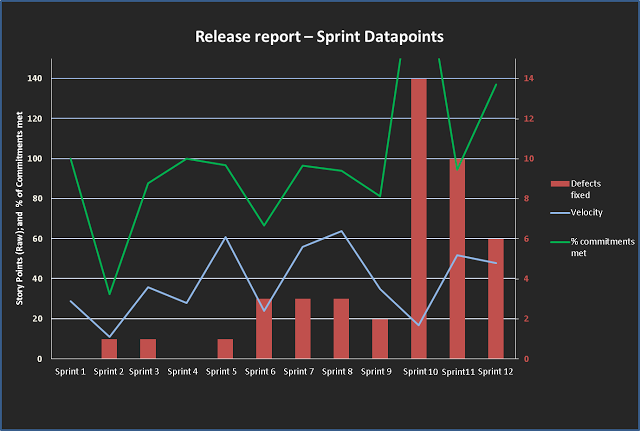 Release report – Sprint Datapoints
Story Points (Raw); and % of Commitments met
140
120
100
80
60
40
20
0
14
12
10
8
6
4
2
0
Sprint 1 Sprint 2 Sprint 3 Sprint 4 Sprint 5 Sprint 6 Sprint 7 Sprint 8 Sprint 9 Sprint 10 Sprint11 Sprint 12
Defects
fixed
Velocity
% commitments
met